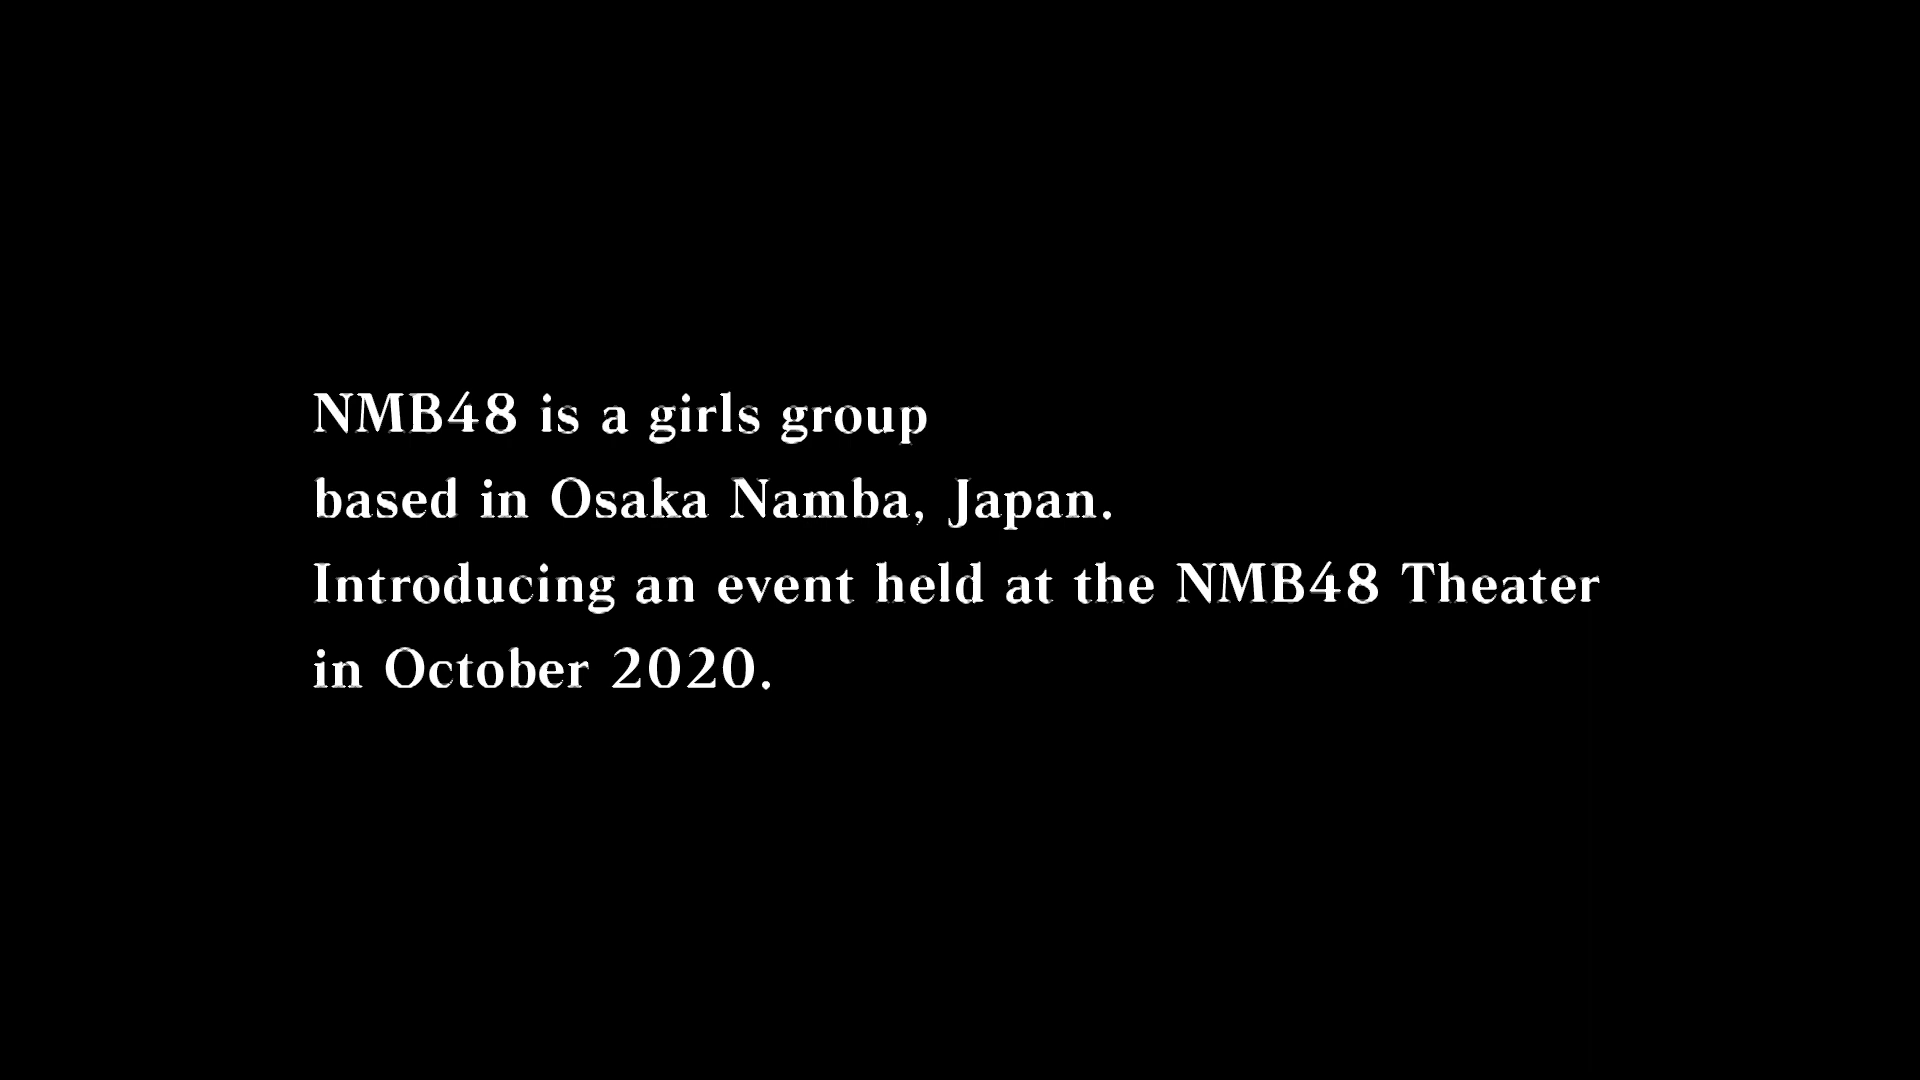 NMB48 is a girls group
based in Osaka Namba, Japan.
Introducing an event held at the NMB48 Theater
in October 2020.